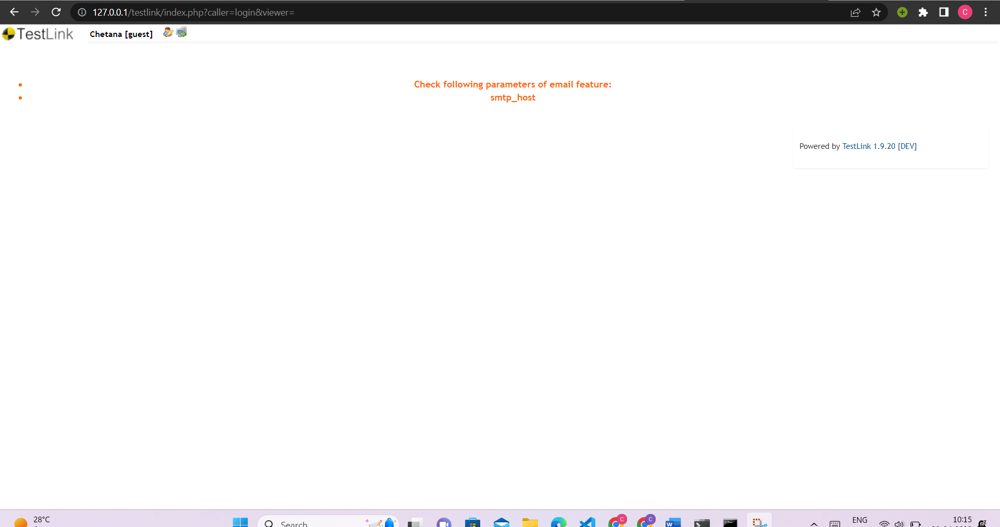 127.0.0.1/testlink/index.php?caller=login&viewer=
C
TestLink
Chetana [guest]
Check following parameters of email feature:
smtp_host
Powered by TestLink 1.9.20 [DEV]
28°C
Search
C
C
ENG
10:15